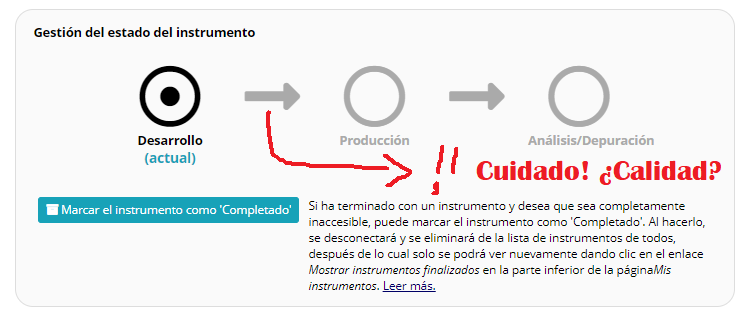 Gestión del estado del instrumento
Desarrollo
(actual)
Producción
Análisis/Depuración
!! Cuidado! ¿Calidad?
Marcar el instrumento como 'Completado'
Si ha terminado con un instrumento y desea que sea completamente
inaccesible, puede marcar el instrumento como 'Completado'. Al hacerlo,
se desconectará y se eliminará de la lista de instrumentos de todos,
después de lo cual solo se podrá ver nuevamente dando clic en el enlace
Mostrar instrumentos finalizados en la parte inferior de la páginaMis
instrumentos. Leer más.